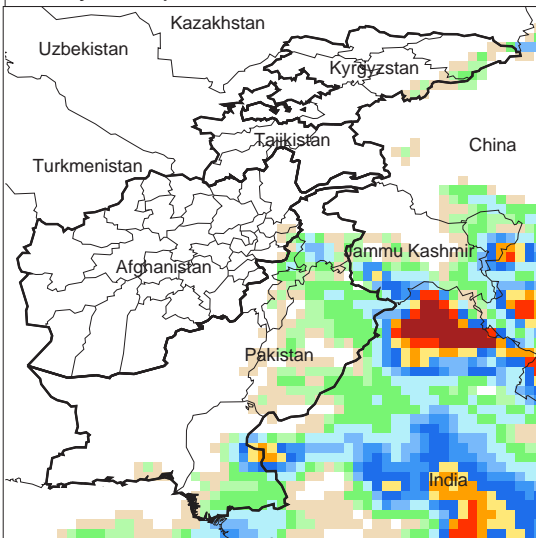 Kazakhstan
Uzbekistan
Kyrgyzstan
Tajikistan
China
Turkmenistan
Jammu Kashmir
Afghanistan
Pakistan
India